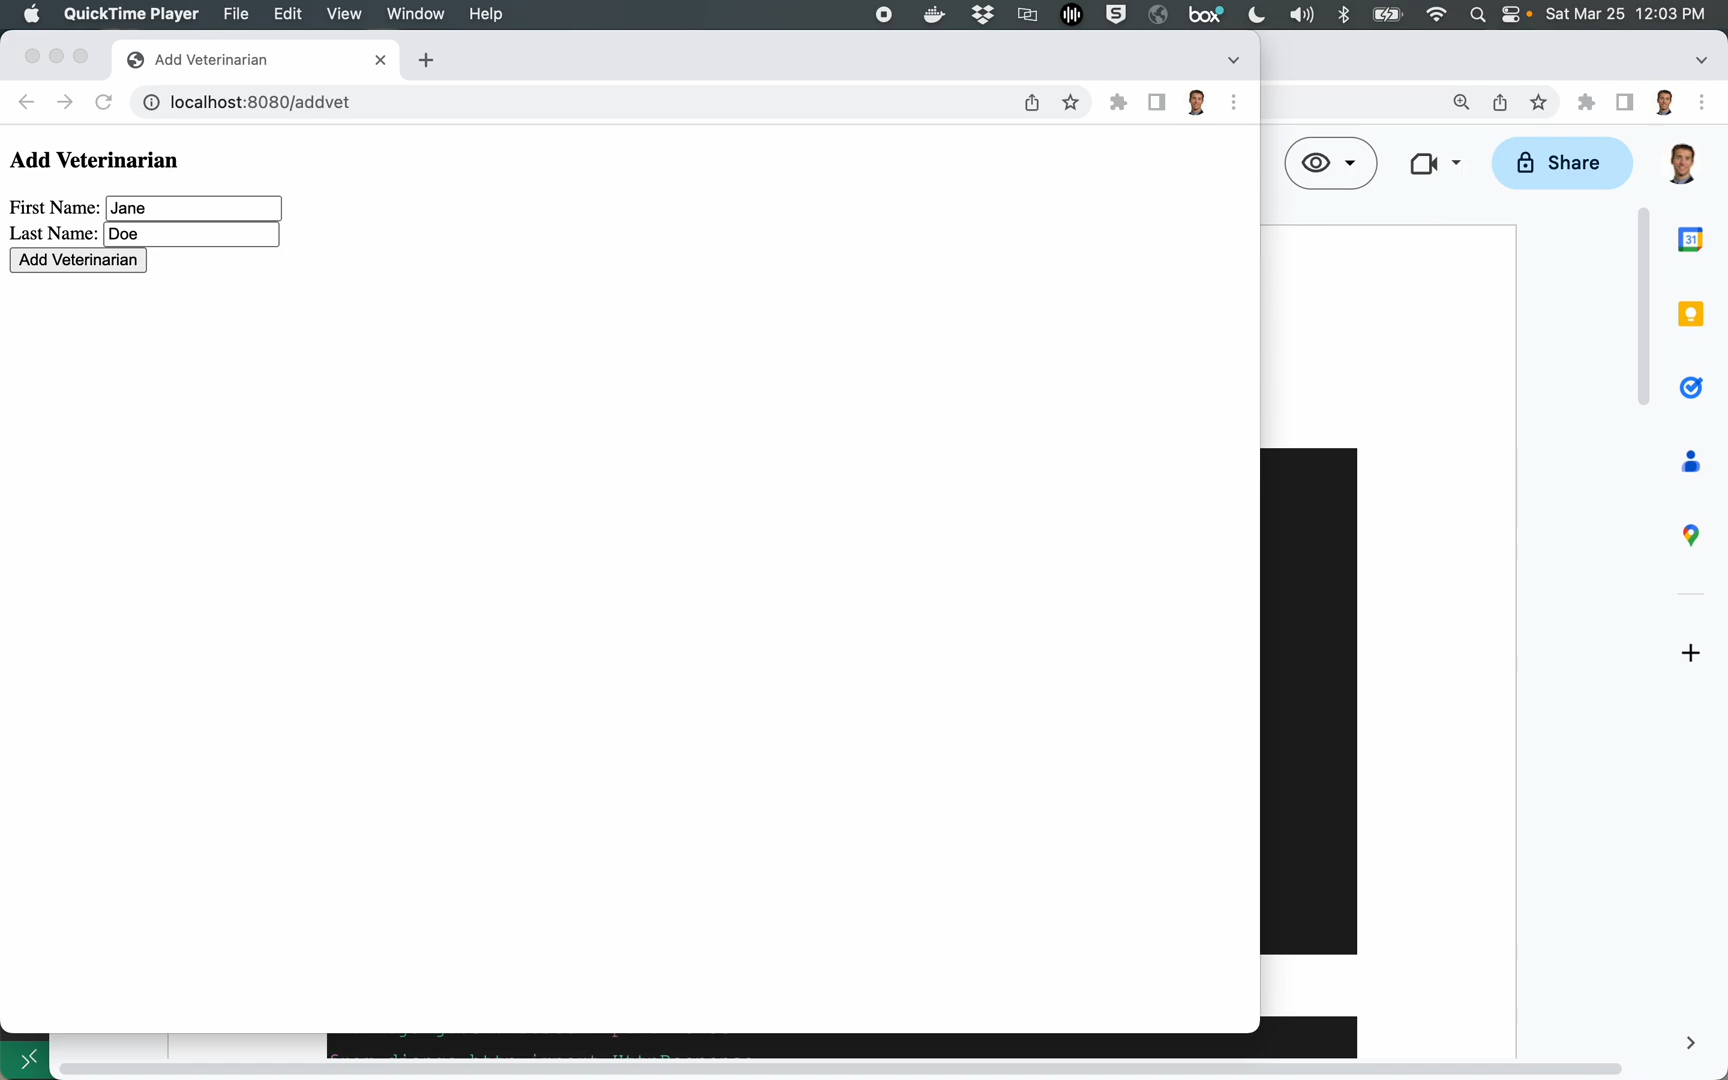 QuickTime Player File Edit View Window Help box Sat Mar 25 12:03 PM
Add Veterinarian
localhost:8080/addvet
Share
31
Add Veterinarian
First Name: Jane
Last Name: Doe
Add Veterinarian